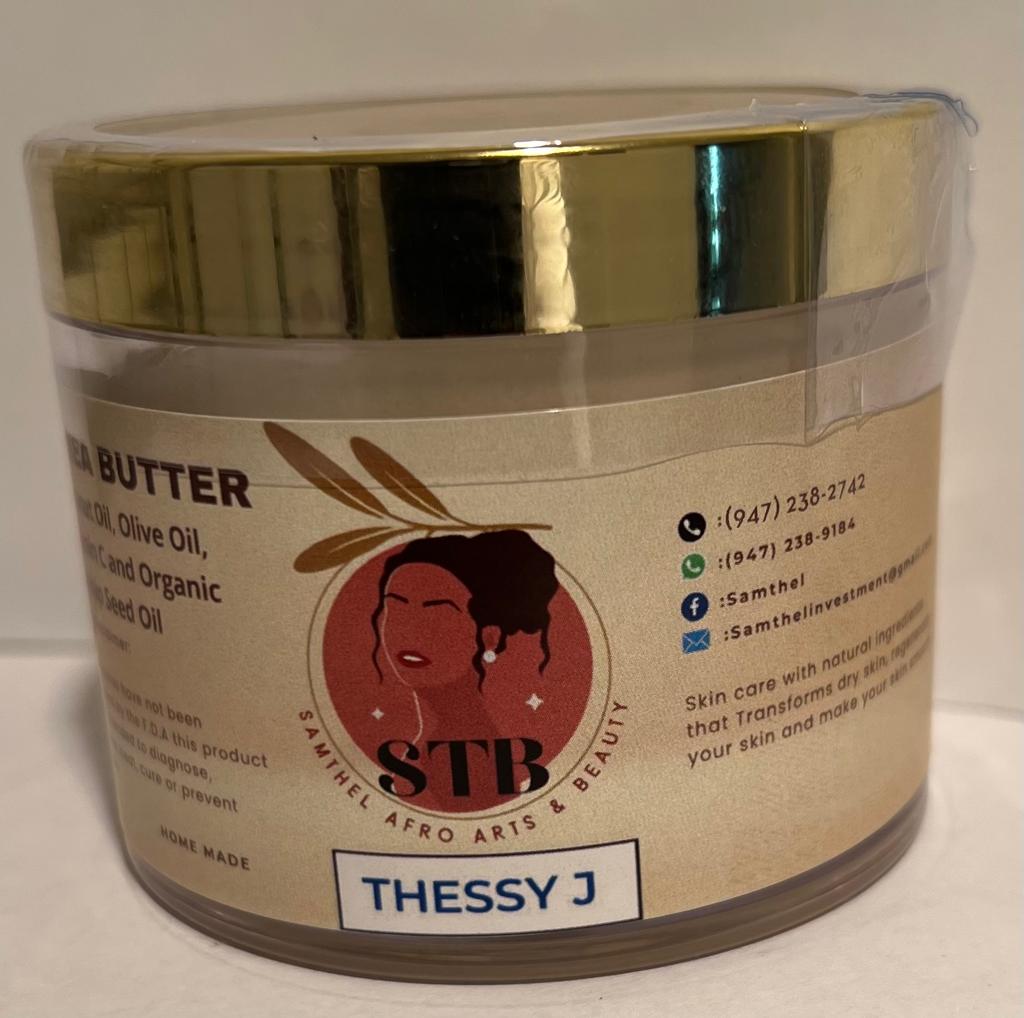 BUTTER
Oil, Olive Oil,
C and Organic
Seed Oil
have not been
by the F.D.A this product
to diagnose,
cure or prevent
HOME MADE
STB
SAMTHEL AFRO ARTS & BEAUTY
THESSY J
:(947) 238-2742
:(947) 238-9184
:Samthel
:Samthelinvestment@gmail
Skin care with natural ingredients
that Transforms dry skin,
your skin and make your skin